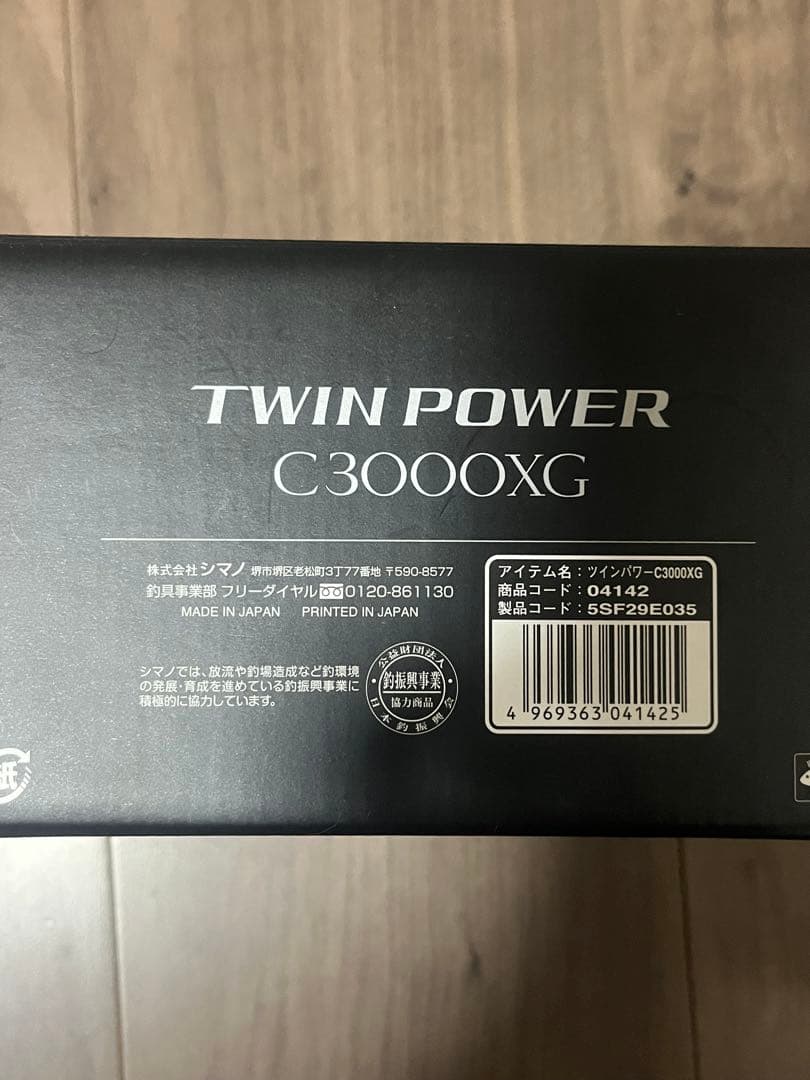 TWIN POWER
C3000XG
株式会社シマノ 堺市堺区老松町3丁77番地 〒590-8577
釣具事業部 フリーダイヤル 0120-861130
MADE IN JAPAN PRINTED IN JAPAN
シマノでは、放流や釣場造成など釣環境
の発展・育成を進めている釣振興事業に
積極的に協力しています。
公益財団法人
釣振興事業
協力商品
日本釣振興会
アイテム名：ツインパワーC3000XG
商品コード：04142
製品コード：5SF29E035
4 969363 041425
紙